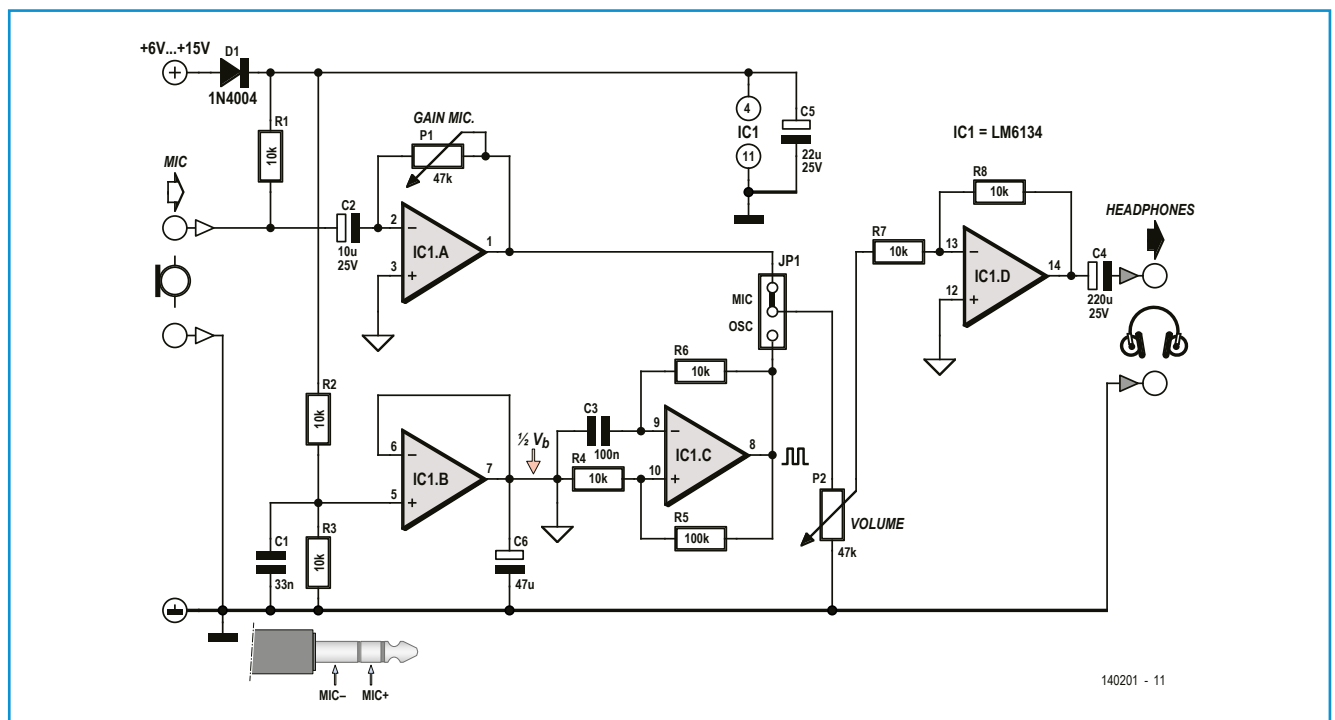 +6V...+15V
D1
1N4004
R1
10k
MIC
C2
10u
25V
GAIN MIC.
P1
47k
2
3
1
IC1.A
−
+
4
IC1
11
C5
22u
25V
IC1 = LM6134
R8
10k
R7
10k
13
12
14
IC1.D
−
+
C4
220u
25V
HEADPHONES
JP1
MIC
OSC
R2
10k
R3
10k
C1
33n
6
5
7
IC1.B
−
+
½ Vb
C6
47u
C3
100n
R4
10k
R6
10k
9
10
8
IC1.C
−
+
R5
100k
P2
VOLUME
47k
MIC–
MIC+
140201 - 11